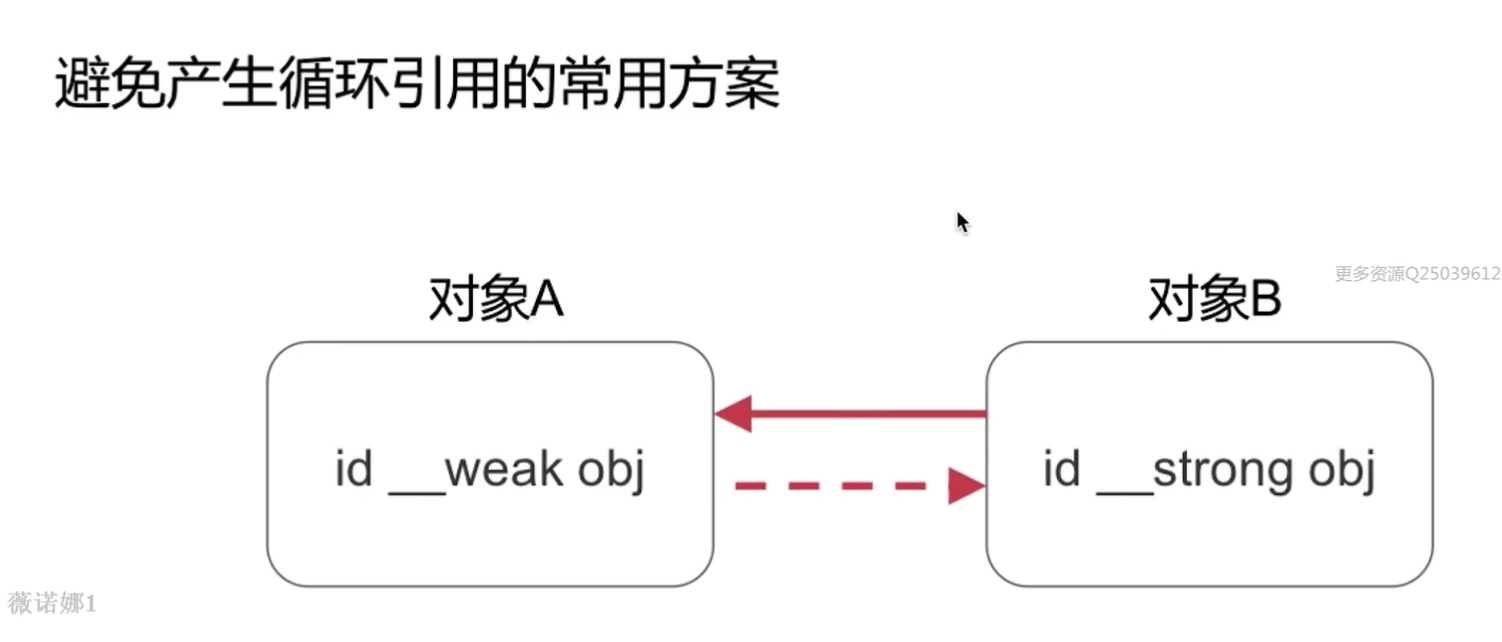 避免产生循环引用的常用方案
更多资源Q25039612
对象A
对象B
id __weak obj
id __strong obj
薇诺娜1